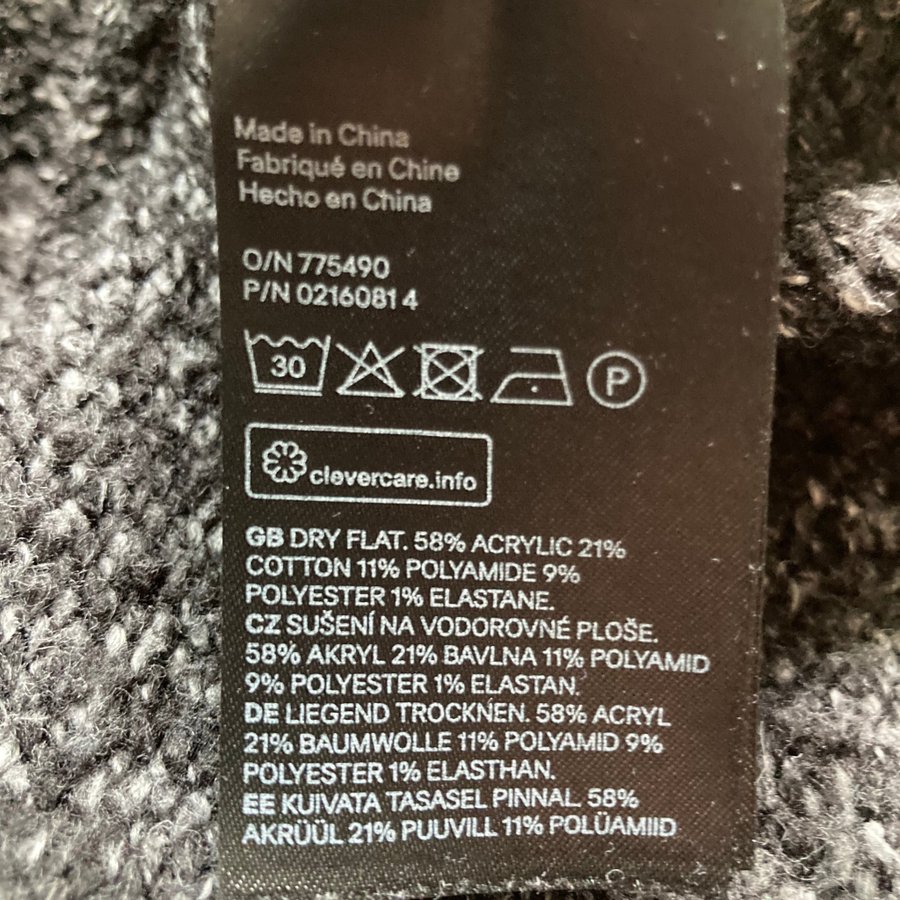 Made in China
Fabriqué en Chine
Hecho en China
O/N 775490
P/N 02160814
30 P
clevercare.info
GB DRY FLAT. 58% ACRYLIC 21%
COTTON 11% POLYAMIDE 9%
POLYESTER 1% ELASTANE.
CZ SUŠENÍ NA VODOROVNÉ PLOŠE.
58% AKRYL 21% BAVLNA 11% POLYAMID
9% POLYESTER 1% ELASTAN.
DE LIEGEND TROCKNEN. 58% ACRYL
21% BAUMWOLLE 11% POLYAMID 9%
POLYESTER 1% ELASTHAN.
EE KUIVATA TASASEL PINNAL. 58%
AKRÜÜL 21% PUUVILL 11% POLÜAMIID